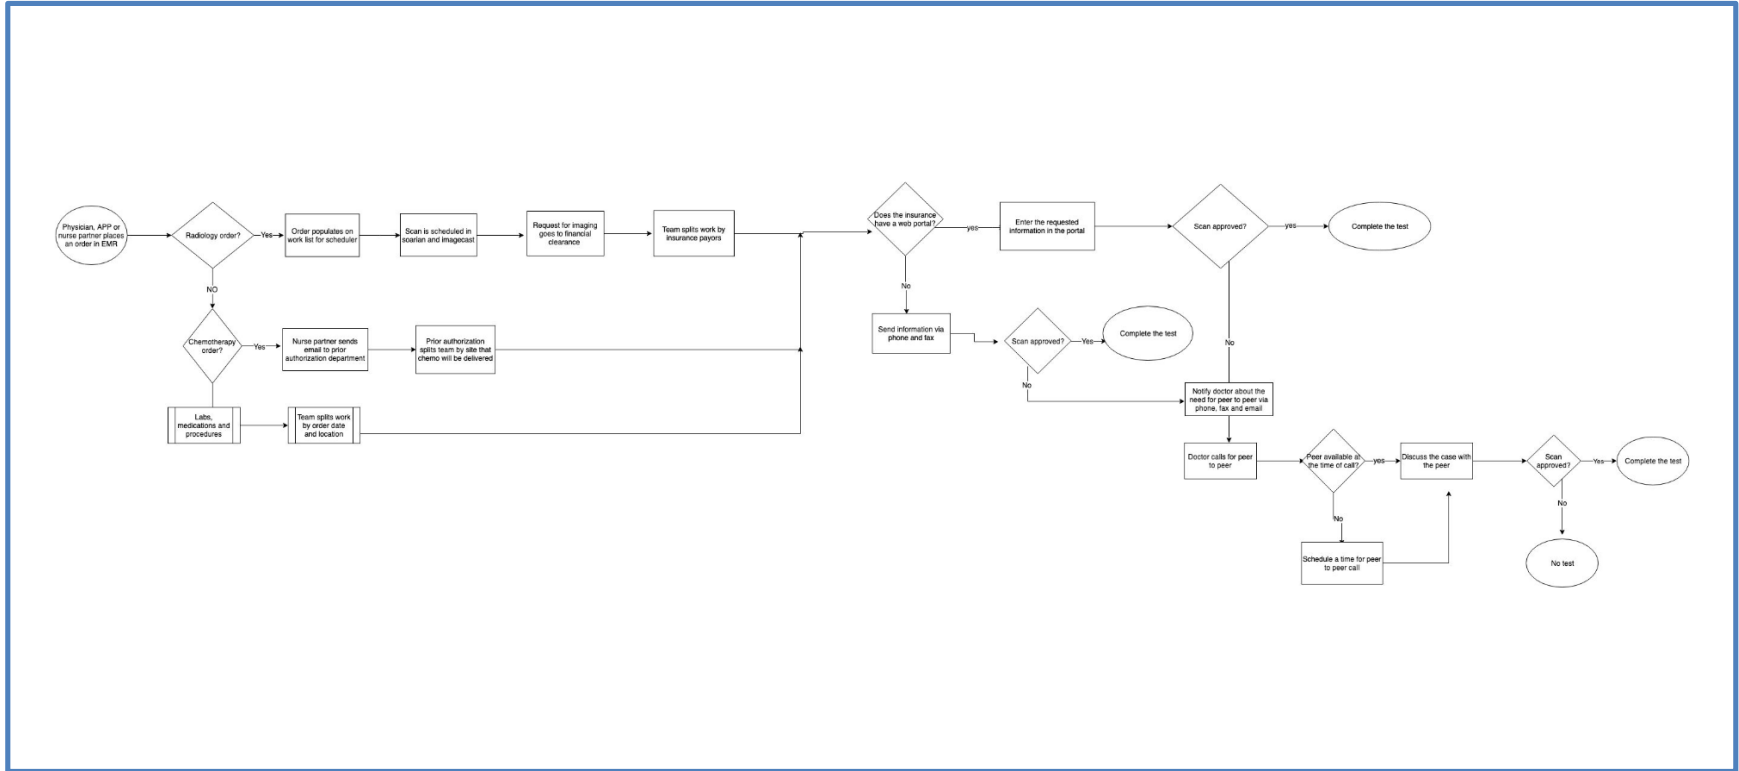 Physician, APP or
nurse partner places
an order in EMR
Radiology order?
Yes
Order populates on
work list for scheduler
Scan is scheduled in
soarian and imagecast
Request for imaging
goes to financial
clearance
Team splits work by
insurance payors
NO
Chemotherapy
order?
Yes
Nurse partner sends
email to prior
authorization department
Prior authorization
splits team by site that
chemo will be delivered
Labs,
medications and
procedures
Team splits work
by order date
and location
Does the insurance
have a web portal?
yes
Enter the requested
information in the portal
Scan approved?
yes
Complete the test
No
Send information via
phone and fax
Scan approved?
Yes
Complete the test
No
No
Notify doctor about the
need for peer to peer via
phone, fax and email
Doctor calls for peer
to peer
Peer available at
the time of call?
yes
Discuss the case with
the peer
Scan
approved?
Yes
Complete the test
No
Schedule a time for peer
to peer call
No
No test